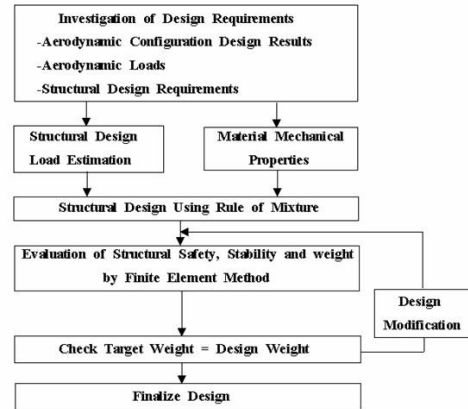 Investigation of Design Requirements
-Aerodynamic Configuration Design Results
-Aerodynamic Loads
-Structural Design Requirements
Structural Design
Load Estimation
Material Mechanical
Properties
Structural Design Using Rule of Mixture
Evaluation of Structural Safety, Stability and weight
by Finite Element Method
Design
Modification
Check Target Weight = Design Weight
Finalize Design